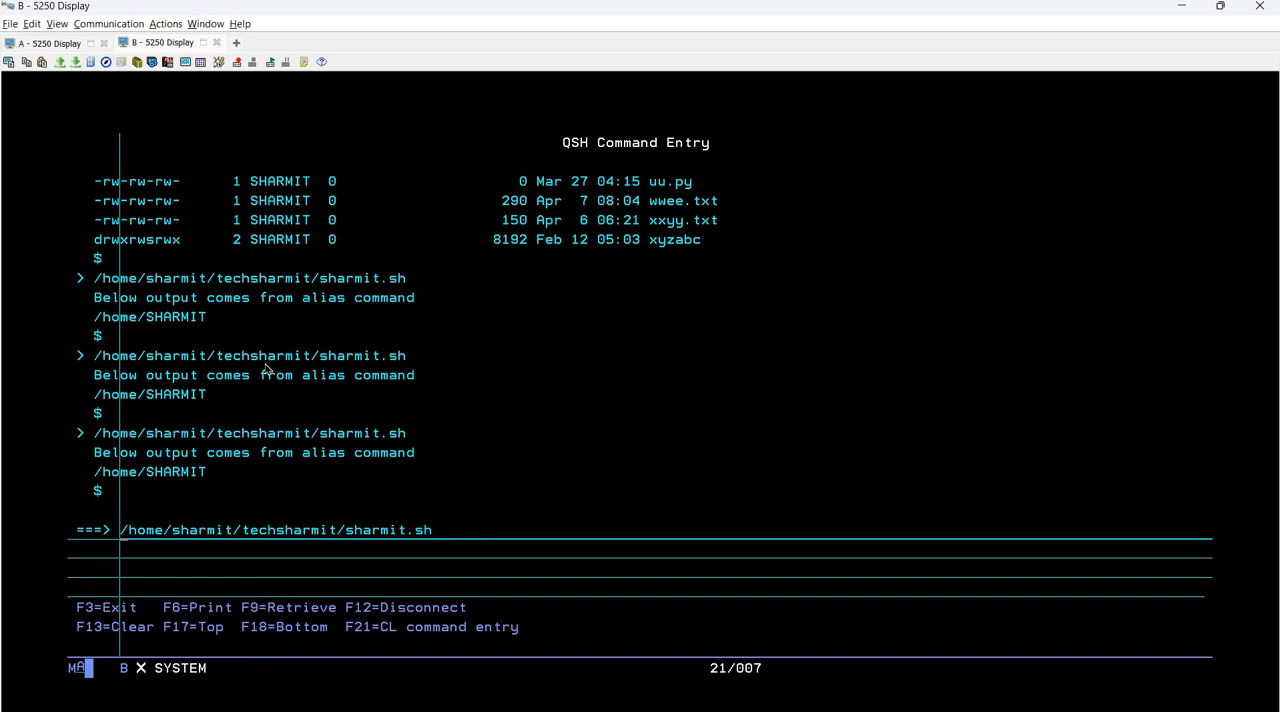 B - 5250 Display
File Edit View Communication Actions Window Help
A - 5250 Display B - 5250 Display
QSH Command Entry
-rw-rw-rw- 1 SHARMIT 0 0 Mar 27 04:15 uu.py
-rw-rw-rw- 1 SHARMIT 0 290 Apr 7 08:04 wwee.txt
-rw-rw-rw- 1 SHARMIT 0 150 Apr 6 06:21 xxyy.txt
drwxrwsrwx 2 SHARMIT 0 8192 Feb 12 05:03 xyzabc
$
> /home/sharmit/techsharmit/sharmit.sh
Below output comes from alias command
/home/SHARMIT
$
> /home/sharmit/techsharmit/sharmit.sh
Below output comes from alias command
/home/SHARMIT
$
> /home/sharmit/techsharmit/sharmit.sh
Below output comes from alias command
/home/SHARMIT
$
===> /home/sharmit/techsharmit/sharmit.sh
F3=Exit F6=Print F9=Retrieve F12=Disconnect
F13=Clear F17=Top F18=Bottom F21=CL command entry
MA B X SYSTEM 21/007